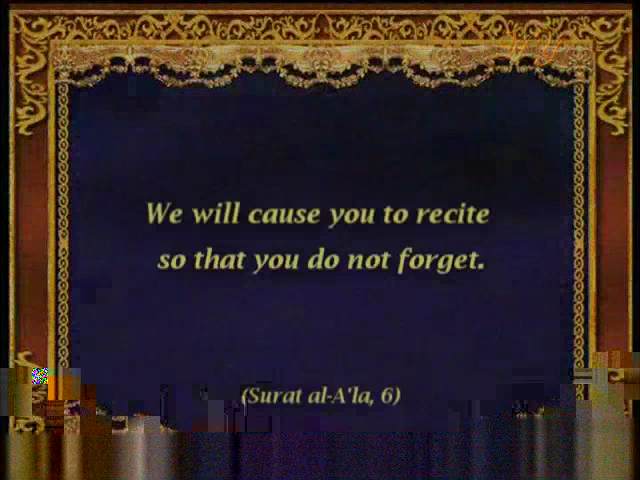 We will cause you to recite
so that you do not forget.
(Surat al-A'la, 6)